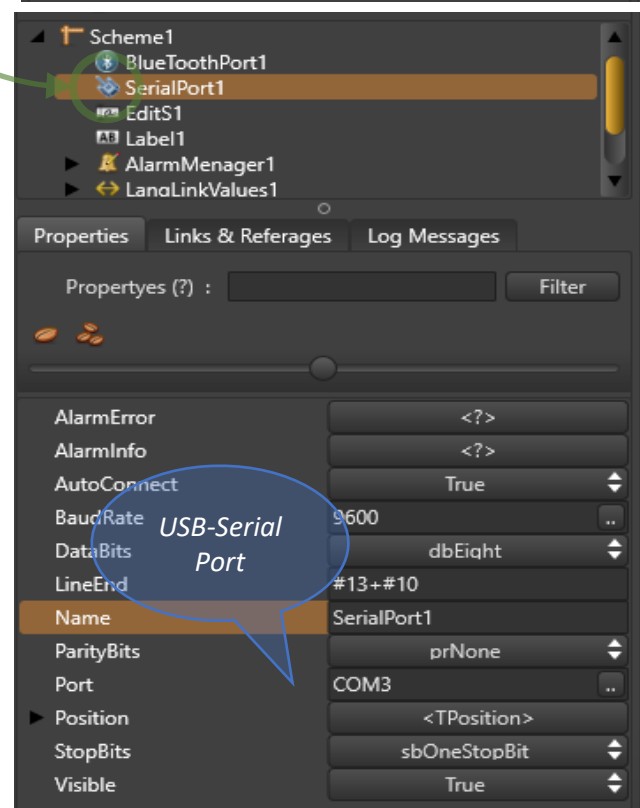 Scheme1
BlueToothPort1
SerialPort1
EditS1
AB Label1
AlarmMenager1
LangLinkValues1
Properties Links & Referages Log Messages
Propertyes (?) : Filter
AlarmError <?>
AlarmInfo <?>
AutoConnect True
BaudRate 9600 ..
DataBits dbEight
LineEnd #13+#10
Name SerialPort1
ParityBits prNone
Port COM3 ..
Position <TPosition>
StopBits sbOneStopBit
Visible True
USB-Serial
Port